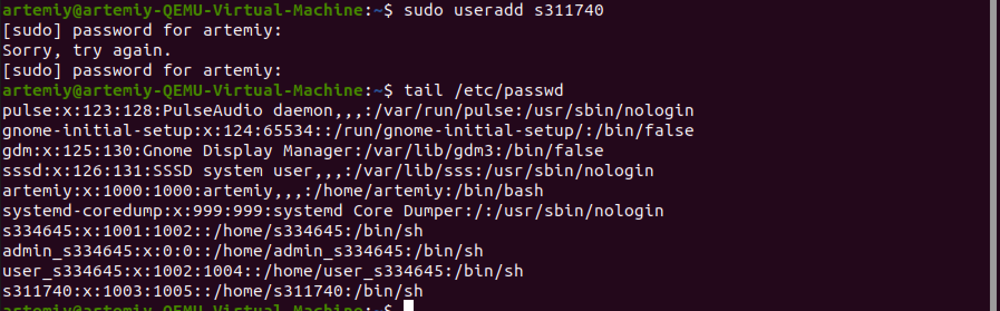 artemiy@artemiy-QEMU-Virtual-Machine:~$ sudo useradd s311740
[sudo] password for artemiy:
Sorry, try again.
[sudo] password for artemiy:
artemiy@artemiy-QEMU-Virtual-Machine:~$ tail /etc/passwd
pulse:x:123:128:PulseAudio daemon,,,:/var/run/pulse:/usr/sbin/nologin
gnome-initial-setup:x:124:65534::/run/gnome-initial-setup/:/bin/false
gdm:x:125:130:Gnome Display Manager:/var/lib/gdm3:/bin/false
sssd:x:126:131:SSSD system user,,,:/var/lib/sss:/usr/sbin/nologin
artemiy:x:1000:1000:artemiy,,,:/home/artemiy:/bin/bash
systemd-coredump:x:999:999:systemd Core Dumper:/:/usr/sbin/nologin
s334645:x:1001:1002::/home/s334645:/bin/sh
admin_s334645:x:0:0::/home/admin_s334645:/bin/sh
user_s334645:x:1002:1004::/home/user_s334645:/bin/sh
s311740:x:1003:1005::/home/s311740:/bin/sh
artemiy@artemiy-QEMU-Virtual-Machine:~$